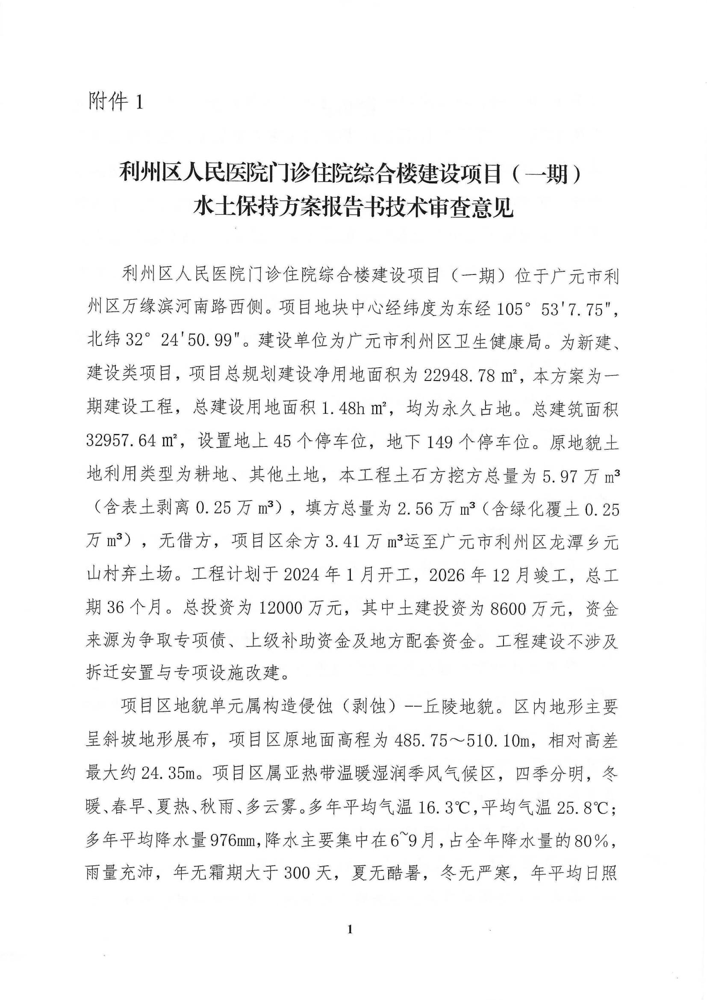 附件 1
利州区人民医院门诊住院综合楼建设项目（一期）
水土保持方案报告书技术审查意见
利州区人民医院门诊住院综合楼建设项目（一期）位于广元市利
州区万缘滨河南路西侧。项目地块中心经纬度为东经 105° 53'7.75"，
北纬 32° 24'50.99"。建设单位为广元市利州区卫生健康局。为新建、
建设类项目，项目总规划建设净用地面积为 22948.78 ㎡，本方案为一
期建设工程，总建设用地面积 1.48h ㎡，均为永久占地。总建筑面积
32957.64 ㎡，设置地上 45 个停车位，地下 149 个停车位。原地貌土
地利用类型为耕地、其他土地，本工程土石方挖方总量为 5.97 万 m³
（含表土剥离 0.25 万 m³），填方总量为 2.56 万 m³（含绿化覆土 0.25
万 m³），无借方，项目区余方 3.41 万 m³运至广元市利州区龙潭乡元
山村弃土场。工程计划于 2024 年 1 月开工，2026 年 12 月竣工，总工
期 36 个月。总投资为 12000 万元，其中土建投资为 8600 万元，资金
来源为争取专项债、上级补助资金及地方配套资金。工程建设不涉及
拆迁安置与专项设施改建。
项目区地貌单元属构造侵蚀（剥蚀）--丘陵地貌。区内地形主要
呈斜坡地形展布，项目区原地面高程为 485.75～510.10m，相对高差
最大约 24.35m。项目区属亚热带温暖湿润季风气候区，四季分明，冬
暖、春早、夏热、秋雨、多云雾。多年平均气温 16.3℃，平均气温 25.8℃；
多年平均降水量 976mm，降水主要集中在 6~9 月，占全年降水量的 80%，
雨量充沛，年无霜期大于 300 天，夏无酷暑，冬无严寒，年平均日照
1